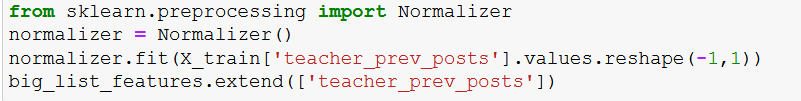 from sklearn.preprocessing import Normalizer
normalizer = Normalizer()
normalizer.fit(X_train['teacher_prev_posts'].values.reshape(-1,1))
big_list_features.extend(['teacher_prev_posts'])